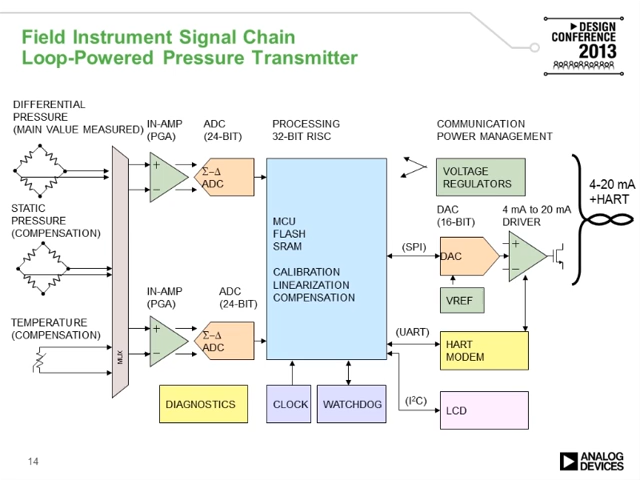 Field Instrument Signal Chain
Loop-Powered Pressure Transmitter
DESIGN
CONFERENCE
2013
DIFFERENTIAL
PRESSURE
(MAIN VALUE MEASURED)
IN-AMP
(PGA)
ADC
(24-BIT)
PROCESSING
32-BIT RISC
COMMUNICATION
POWER MANAGEMENT
+
−
Σ–Δ
ADC
VOLTAGE
REGULATORS
4-20 mA
+HART
STATIC
PRESSURE
(COMPENSATION)
MCU
FLASH
SRAM
CALIBRATION
LINEARIZATION
COMPENSATION
DAC
(16-BIT)
4 mA to 20 mA
DRIVER
(SPI)
DAC
+
−
VREF
IN-AMP
(PGA)
ADC
(24-BIT)
TEMPERATURE
(COMPENSATION)
MUX
+
−
Σ–Δ
ADC
(UART)
HART
MODEM
DIAGNOSTICS
CLOCK
WATCHDOG
(I²C)
LCD
14
ANALOG
DEVICES